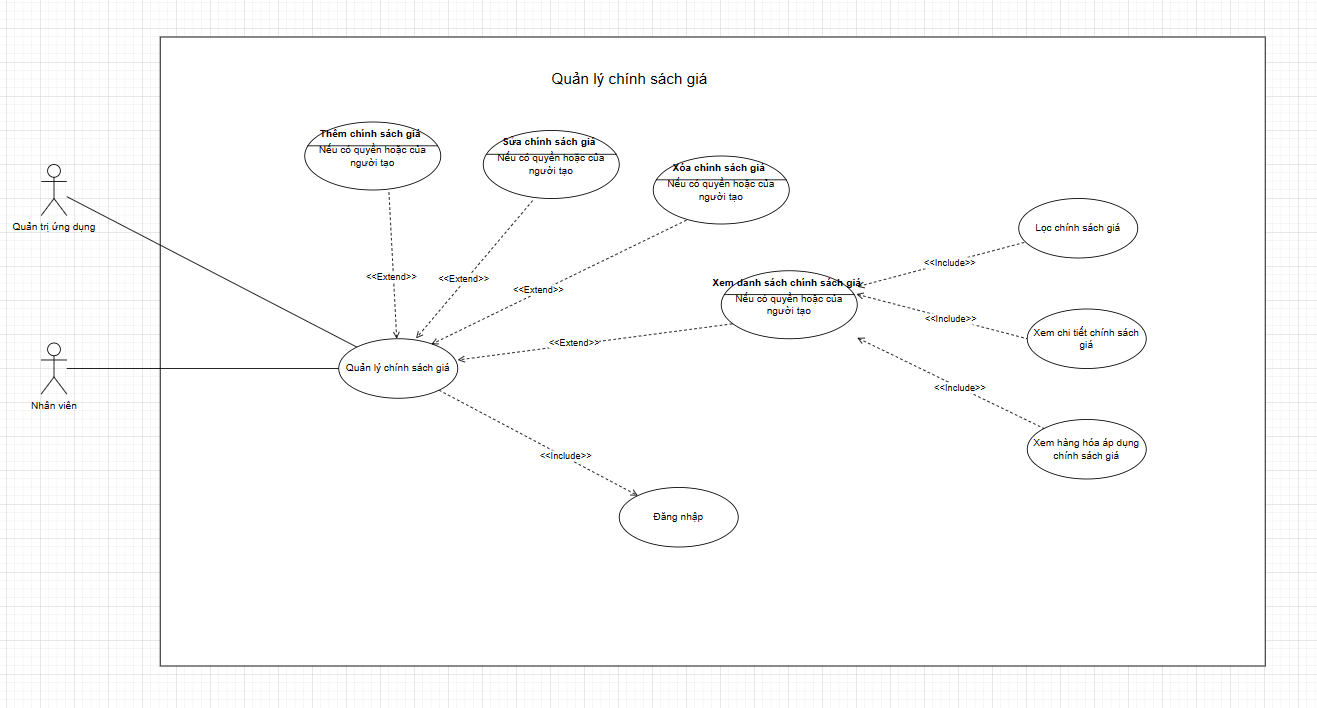 Quản lý chính sách giá
Thêm chính sách giá
Nếu có quyền hoặc của
người tạo
Sửa chính sách giá
Nếu có quyền hoặc của
người tạo
Xóa chính sách giá
Nếu có quyền hoặc của
người tạo
Quản trị ứng dụng
Lọc chính sách giá
<<Include>>
<<Extend>>
<<Extend>>
<<Extend>>
Xem danh sách chính sách giá
Nếu có quyền hoặc của
người tạo
<<Include>>
Xem chi tiết chính sách
giá
<<Extend>>
Quản lý chính sách giá
<<Include>>
Nhân viên
Xem hàng hóa áp dụng
chính sách giá
<<Include>>
Đăng nhập